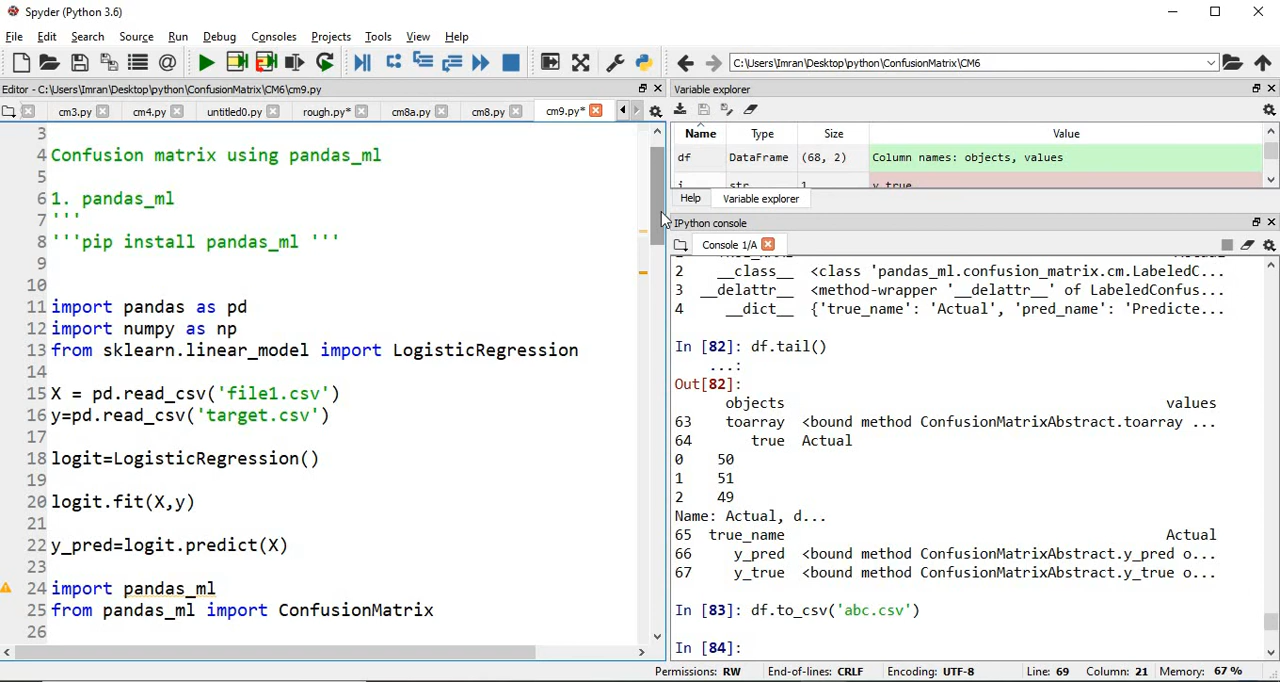 Spyder (Python 3.6)
File Edit Search Source Run Debug Consoles Projects Tools View Help
C:\Users\Imran\Desktop\python\ConfusionMatrix\CM6
Editor - C:\Users\Imran\Desktop\python\ConfusionMatrix\CM6\cm9.py
cm3.py cm4.py untitled0.py rough.py* cm8a.py cm8.py cm9.py*
3
4 Confusion matrix using pandas_ml
5
6 1. pandas_ml
7 '''
8 '''pip install pandas_ml '''
9
10
11 import pandas as pd
12 import numpy as np
13 from sklearn.linear_model import LogisticRegression
14
15 X = pd.read_csv('file1.csv')
16 y=pd.read_csv('target.csv')
17
18 logit=LogisticRegression()
19
20 logit.fit(X,y)
21
22 y_pred=logit.predict(X)
23
24 import pandas_ml
25 from pandas_ml import ConfusionMatrix
26
Variable explorer
Name Type Size Value
df DataFrame (68, 2) Column names: objects, values
i str 1 y_true
Help Variable explorer
IPython console
Console 1/A
2 __class__ <class 'pandas_ml.confusion_matrix.cm.LabeledC...
3 __delattr__ <method-wrapper '__delattr__' of LabeledConfus...
4 __dict__ {'true_name': 'Actual', 'pred_name': 'Predicte...
In [82]: df.tail()
...:
Out[82]:
objects values
63 toarray <bound method ConfusionMatrixAbstract.toarray ...
64 true Actual
0 50
1 51
2 49
Name: Actual, d...
65 true_name Actual
66 y_pred <bound method ConfusionMatrixAbstract.y_pred o...
67 y_true <bound method ConfusionMatrixAbstract.y_true o...
In [83]: df.to_csv('abc.csv')
In [84]:
Permissions: RW End-of-lines: CRLF Encoding: UTF-8 Line: 69 Column: 21 Memory: 67 %